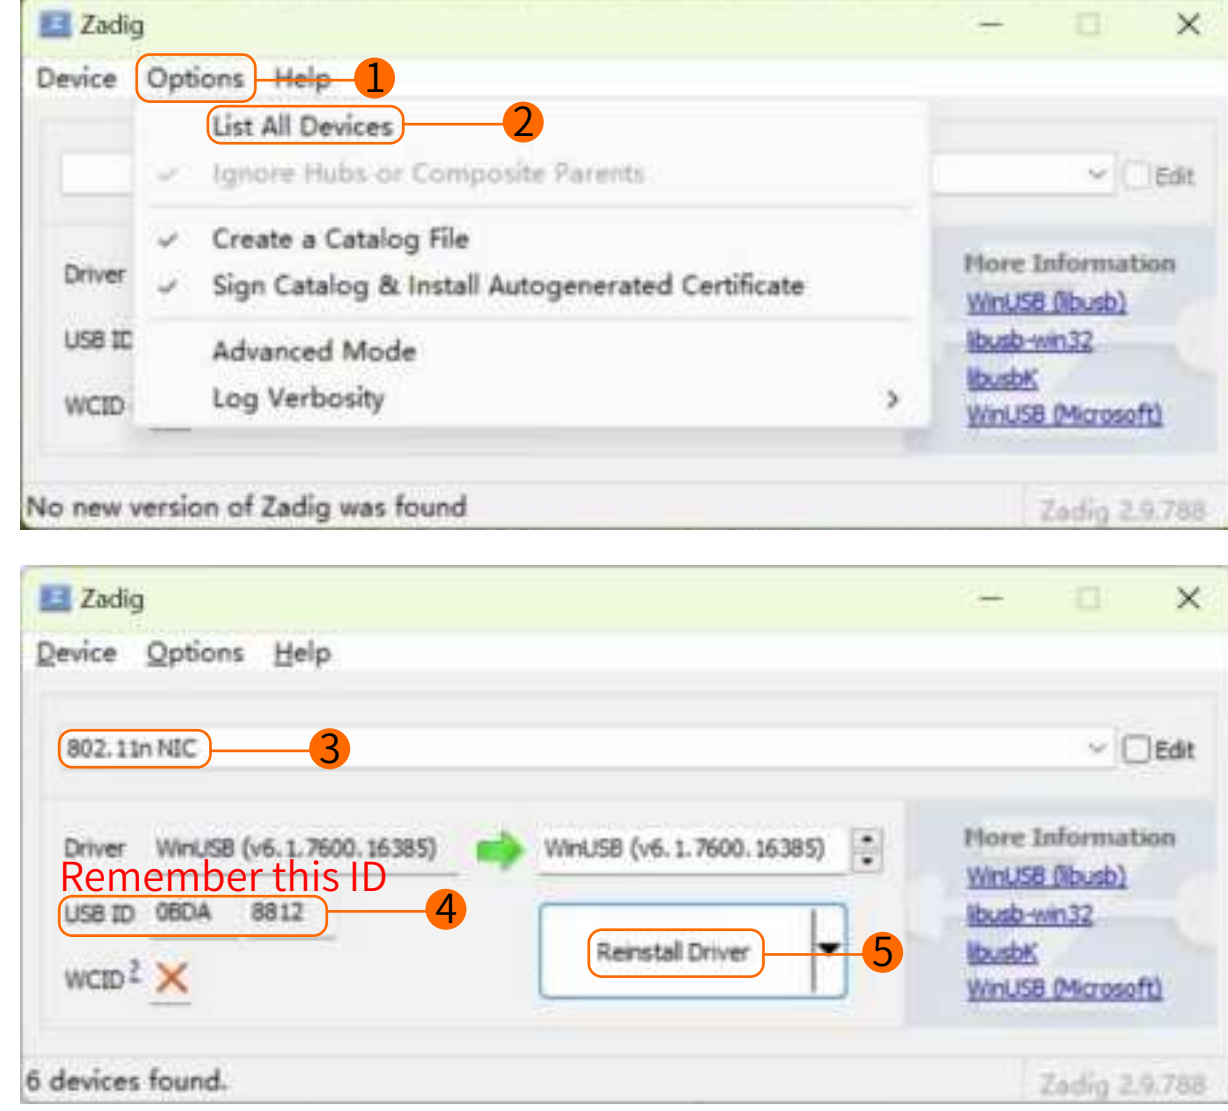 Zadig
Device Options Help 1
List All Devices 2
Ignore Hubs or Composite Parents
Edit
Create a Catalog File
Sign Catalog & Install Autogenerated Certificate
Driver
USB ID
WCID
Advanced Mode
Log Verbosity
More Information
WinUSB (libusb)
libusb-win32
libusbK
WinUSB (Microsoft)
No new version of Zadig was found
Zadig 2.9.788
Zadig
Device Options Help
802.11n NIC 3
Edit
Driver WinUSB (v6.1.7600.16385) WinUSB (v6.1.7600.16385)
Remember this ID
USB ID 0BDA 8812 4
Reinstall Driver 5
WCID ?
More Information
WinUSB (libusb)
libusb-win32
libusbK
WinUSB (Microsoft)
6 devices found.
Zadig 2.9.788